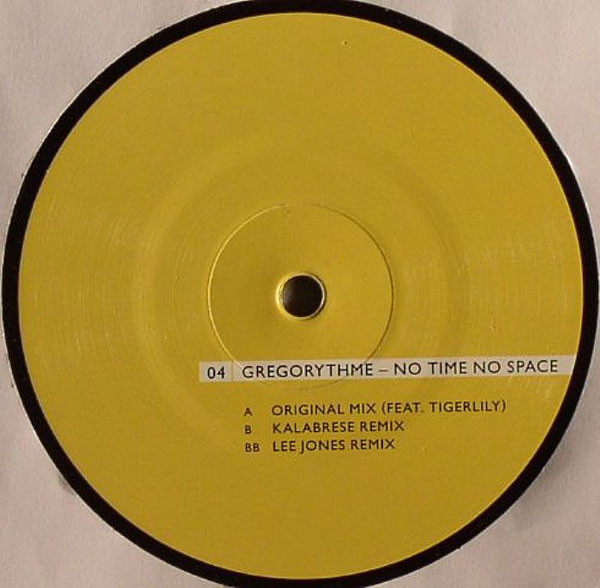 04 GREGORYTHME – NO TIME NO SPACE
A ORIGINAL MIX (FEAT. TIGERLILY)
B KALABRESE REMIX
BB LEE JONES REMIX